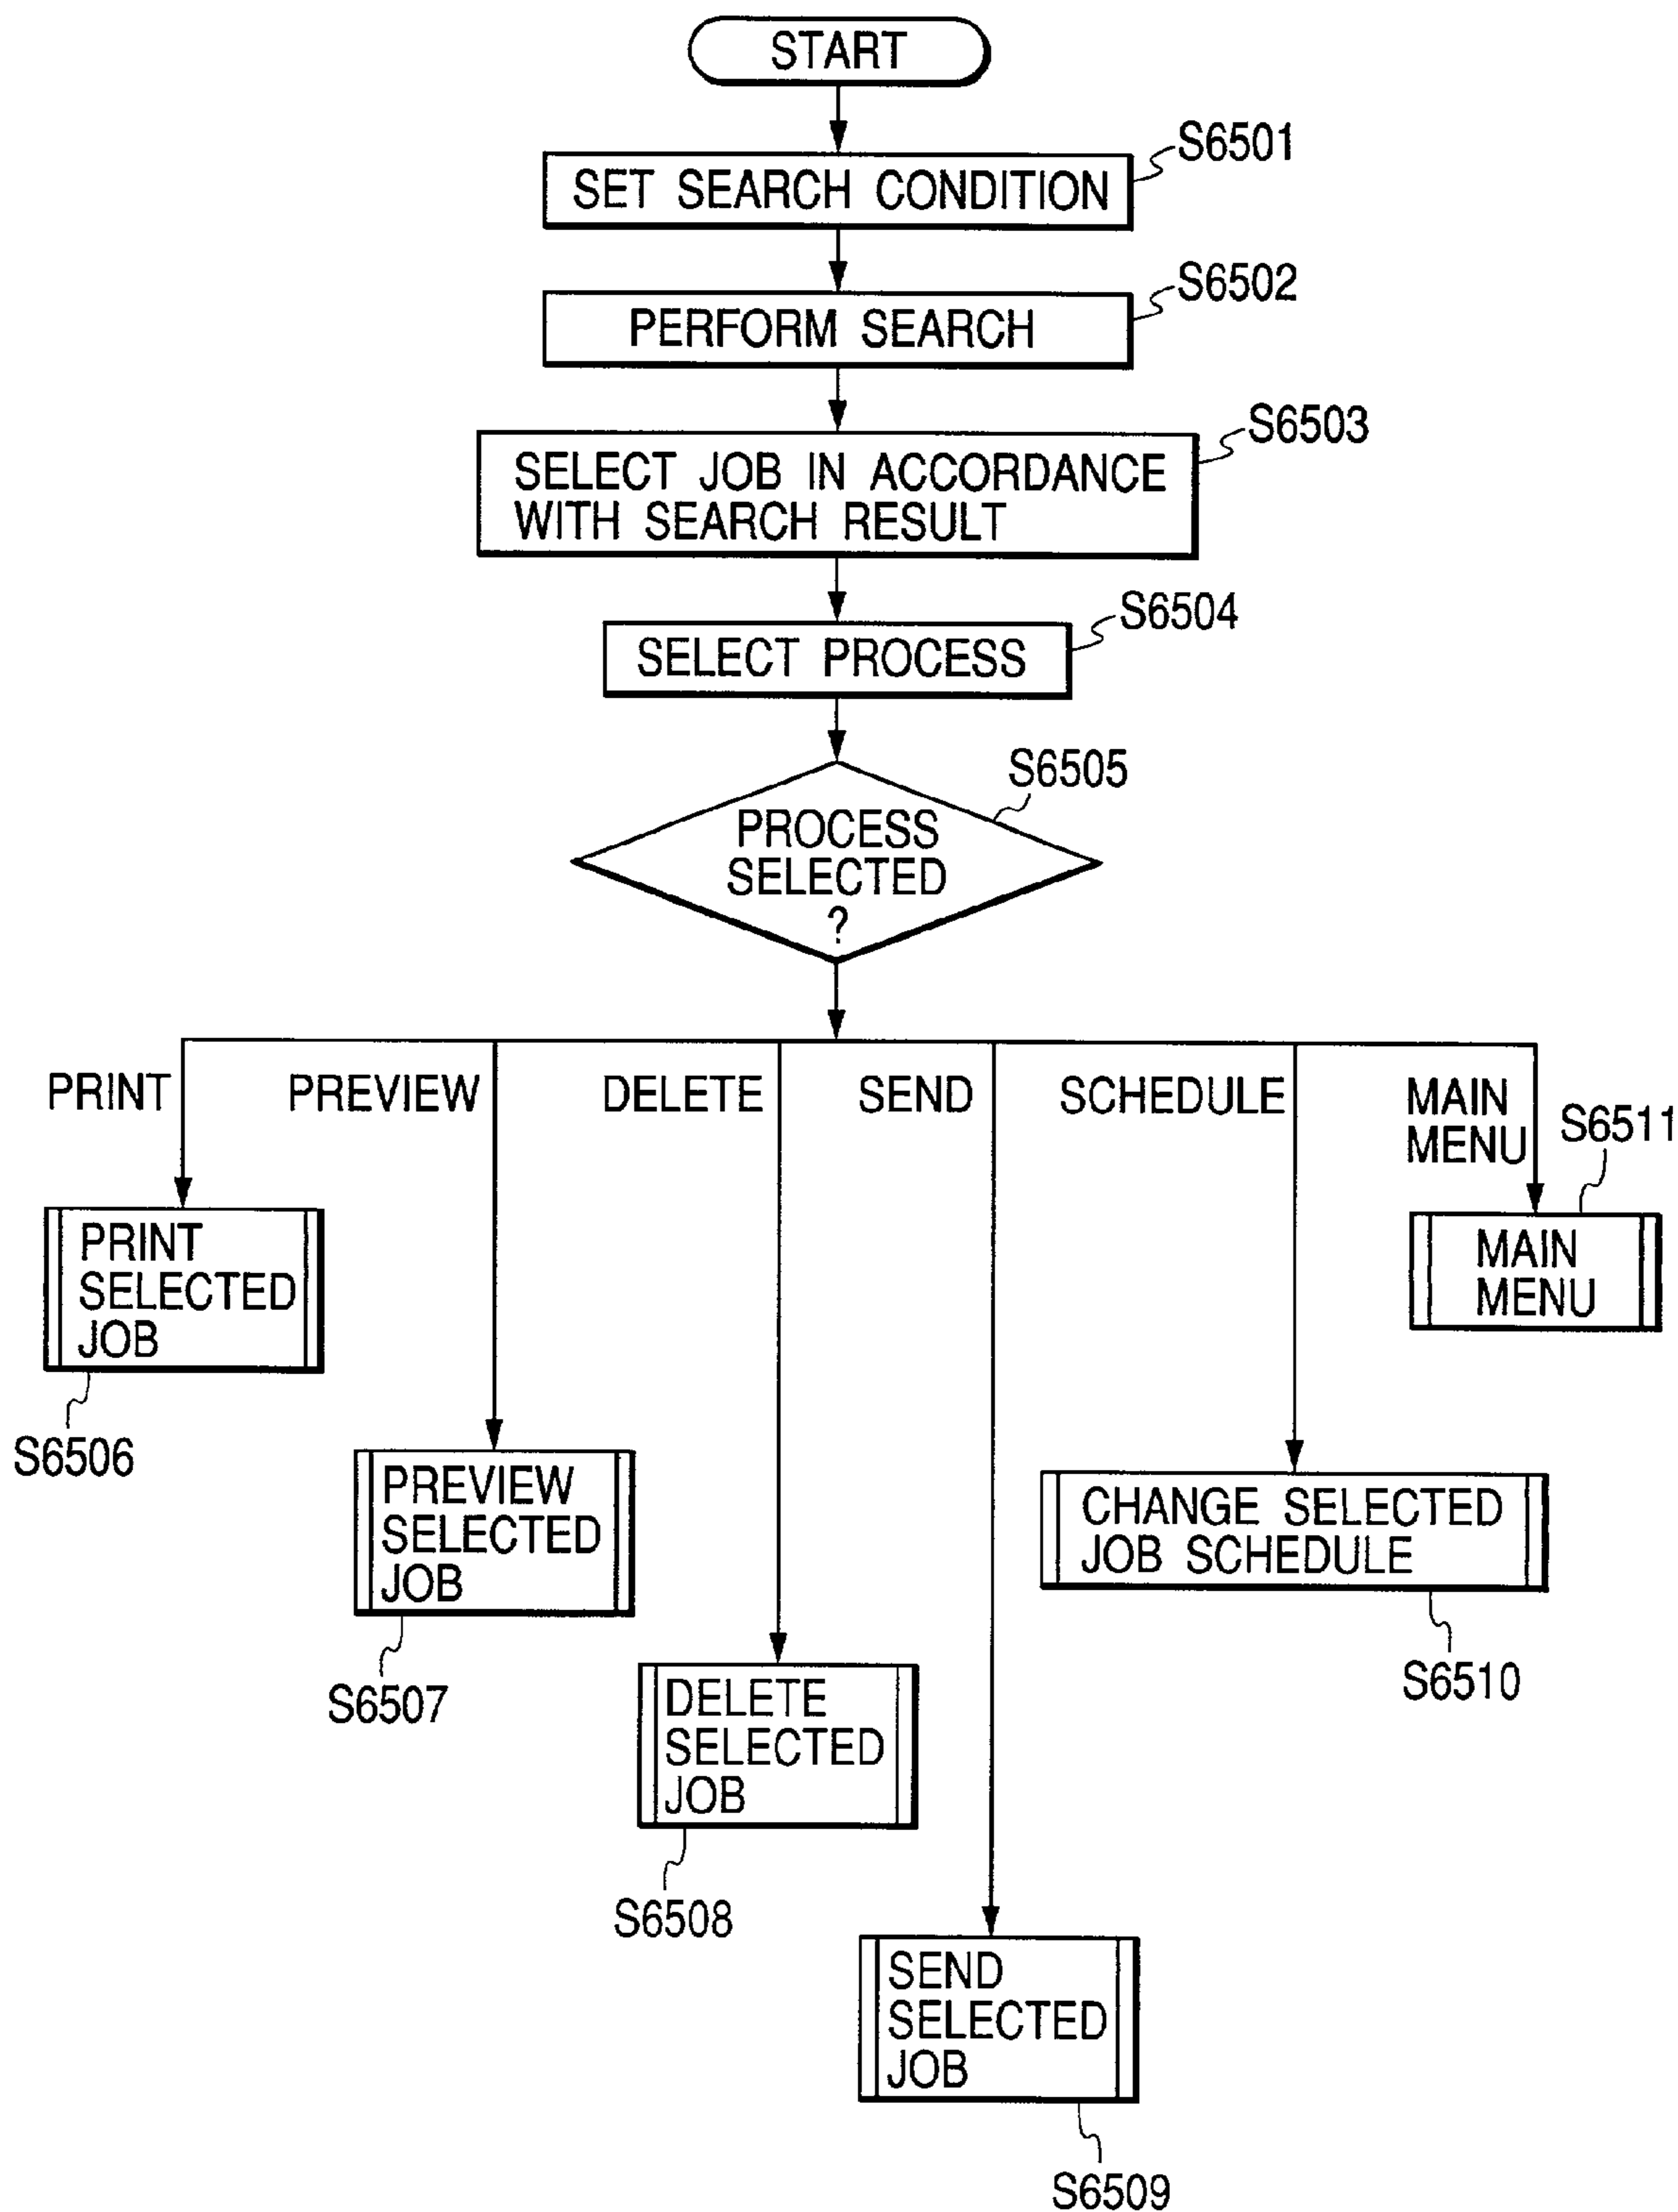 START
S6501
SET SEARCH CONDITION
S6502
PERFORM SEARCH
S6503
SELECT JOB IN ACCORDANCE
WITH SEARCH RESULT
S6504
SELECT PROCESS
S6505
PROCESS
SELECTED
?
PRINT
PREVIEW
DELETE
SEND
SCHEDULE
MAIN
MENU
S6511
PRINT
SELECTED
JOB
MAIN
MENU
S6506
PREVIEW
SELECTED
JOB
CHANGE SELECTED
JOB SCHEDULE
S6507
S6510
DELETE
SELECTED
JOB
S6508
SEND
SELECTED
JOB
S6509